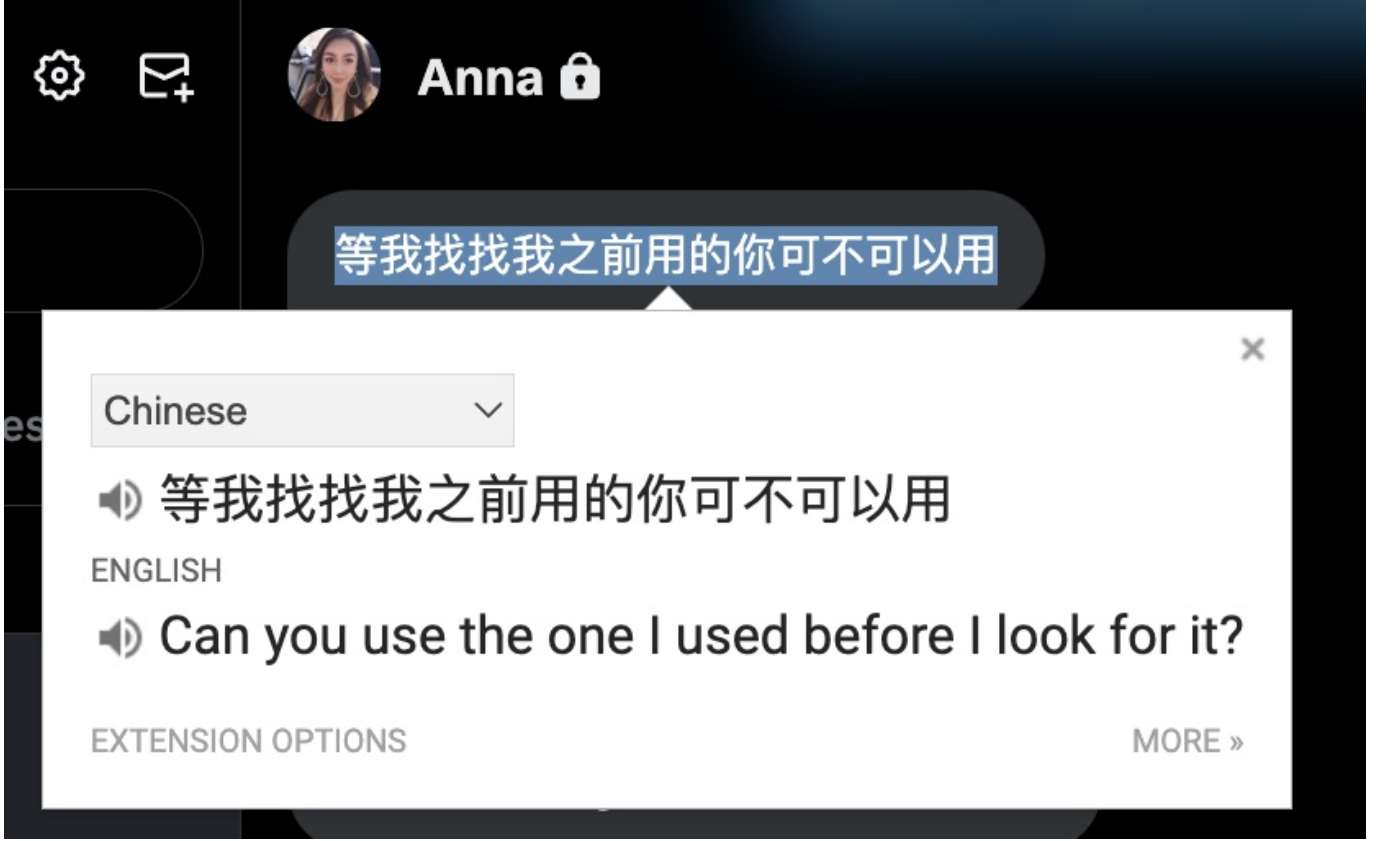 Anna
等我找找我之前用的你可不可以用
es
Chinese
等我找找我之前用的你可不可以用
ENGLISH
Can you use the one I used before I look for it?
EXTENSION OPTIONS
MORE »